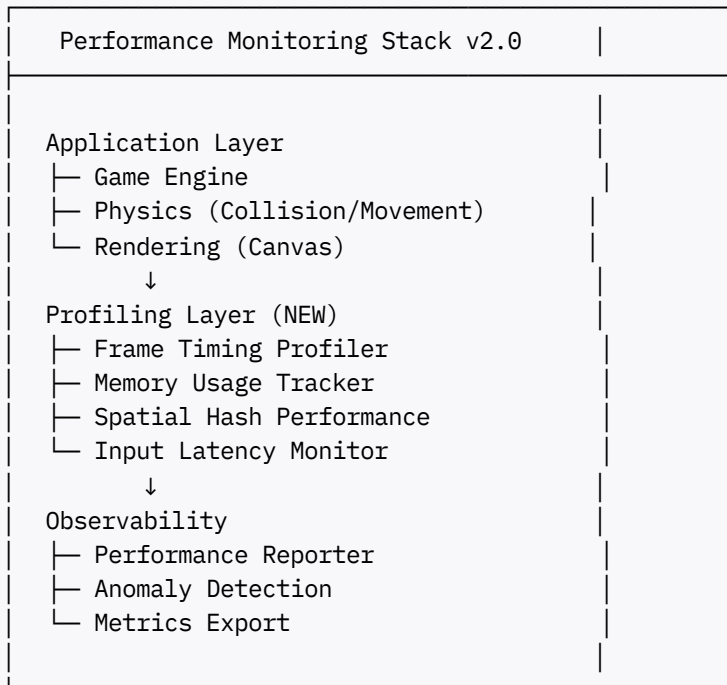 Performance Monitoring Stack v2.0
Application Layer
├─ Game Engine
├─ Physics (Collision/Movement)
└─ Rendering (Canvas)
↓
Profiling Layer (NEW)
├─ Frame Timing Profiler
├─ Memory Usage Tracker
├─ Spatial Hash Performance
└─ Input Latency Monitor
↓
Observability
├─ Performance Reporter
├─ Anomaly Detection
└─ Metrics Export